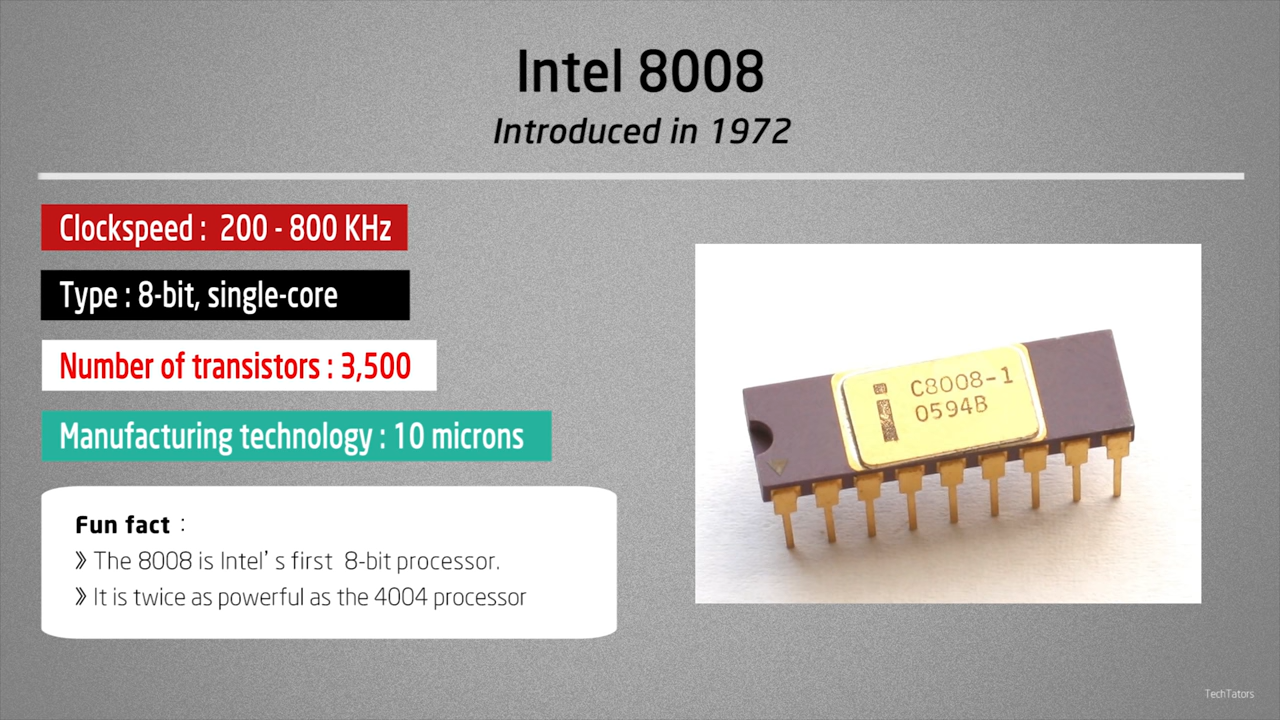 Intel 8008
Introduced in 1972
Clockspeed : 200 - 800 KHz
Type : 8-bit, single-core
Number of transistors : 3,500
Manufacturing technology : 10 microns
Fun fact :
» The 8008 is Intel's first 8-bit processor.
» It is twice as powerful as the 4004 processor
C8008-1
0594B
TechTators